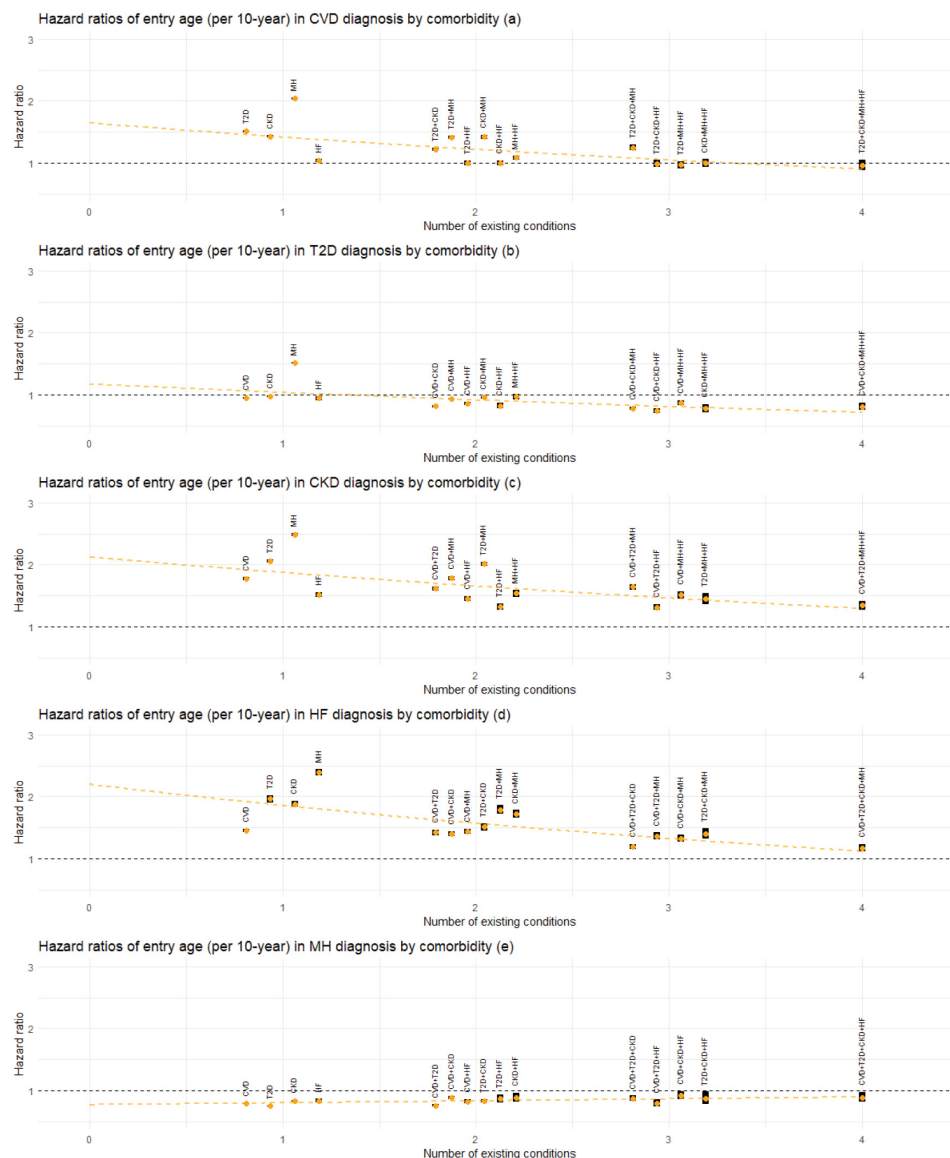 Hazard ratios of entry age (per 10-year) in CVD diagnosis by comorbidity (a)
3
2
1
Hazard ratio
T2D
CKD
MH
HF
T2D+CKD
T2D+MH
T2D+HF
CKD+MH
CKD+HF
MH+HF
T2D+CKD+MH
T2D+CKD+HF
T2D+MH+HF
CKD+MH+HF
T2D+CKD+MH+HF
0 1 2 3 4
Number of existing conditions
Hazard ratios of entry age (per 10-year) in T2D diagnosis by comorbidity (b)
3
2
1
Hazard ratio
CVD
CKD
MH
HF
CVD+CKD
CVD+MH
CVD+HF
CKD+MH
CKD+HF
MH+HF
CVD+CKD+MH
CVD+CKD+HF
CVD+MH+HF
CKD+MH+HF
CVD+CKD+MH+HF
0 1 2 3 4
Number of existing conditions
Hazard ratios of entry age (per 10-year) in CKD diagnosis by comorbidity (c)
3
2
1
Hazard ratio
CVD
T2D
MH
HF
CVD+T2D
CVD+MH
CVD+HF
T2D+MH
T2D+HF
MH+HF
CVD+T2D+MH
CVD+T2D+HF
CVD+MH+HF
T2D+MH+HF
CVD+T2D+MH+HF
0 1 2 3 4
Number of existing conditions
Hazard ratios of entry age (per 10-year) in HF diagnosis by comorbidity (d)
3
2
1
Hazard ratio
CVD
T2D
CKD
MH
CVD+T2D
CVD+CKD
CVD+MH
T2D+CKD
T2D+MH
CKD+MH
CVD+T2D+CKD
CVD+T2D+MH
CVD+CKD+MH
T2D+CKD+MH
CVD+T2D+CKD+MH
0 1 2 3 4
Number of existing conditions
Hazard ratios of entry age (per 10-year) in MH diagnosis by comorbidity (e)
3
2
1
Hazard ratio
CVD
T2D
CKD
HF
CVD+T2D
CVD+CKD
CVD+HF
T2D+CKD
T2D+HF
CKD+HF
CVD+T2D+CKD
CVD+T2D+HF
CVD+CKD+HF
T2D+CKD+HF
CVD+T2D+CKD+HF
0 1 2 3 4
Number of existing conditions